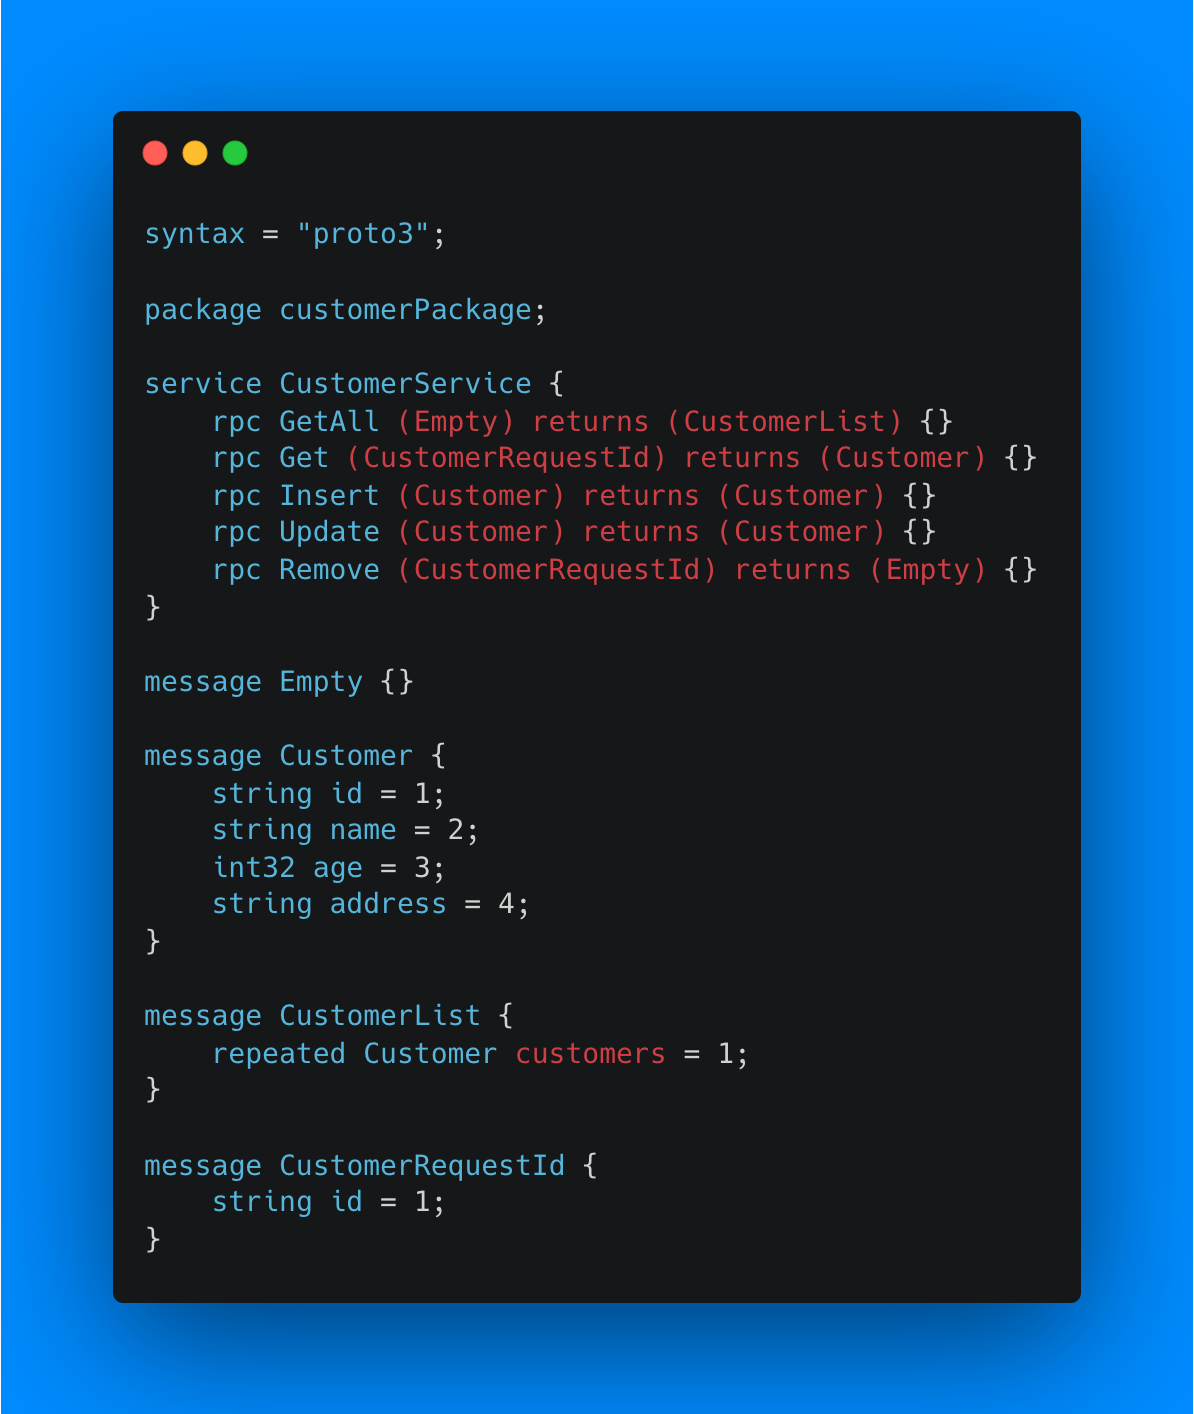 syntax = "proto3";

package customerPackage;

service CustomerService {
    rpc GetAll (Empty) returns (CustomerList) {}
    rpc Get (CustomerRequestId) returns (Customer) {}
    rpc Insert (Customer) returns (Customer) {}
    rpc Update (Customer) returns (Customer) {}
    rpc Remove (CustomerRequestId) returns (Empty) {}
}

message Empty {}

message Customer {
    string id = 1;
    string name = 2;
    int32 age = 3;
    string address = 4;
}

message CustomerList {
    repeated Customer customers = 1;
}

message CustomerRequestId {
    string id = 1;
}